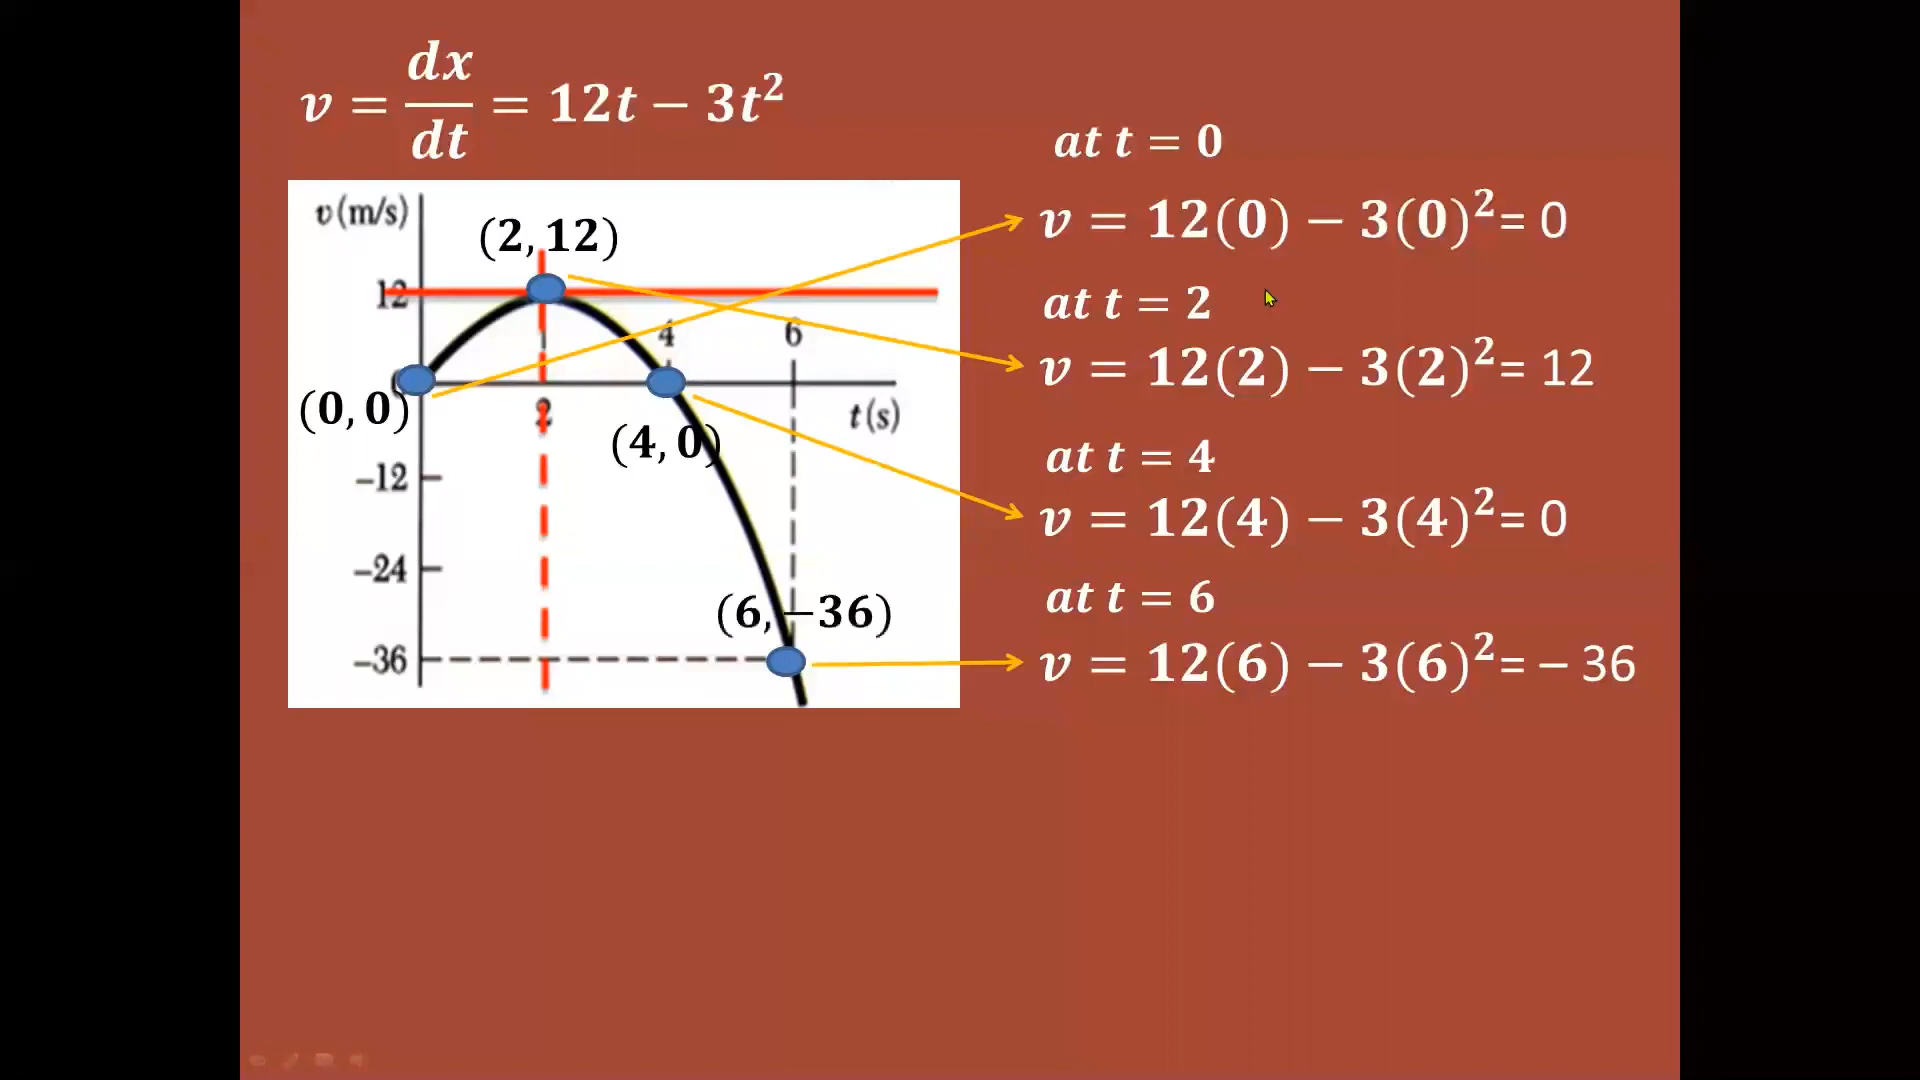 v = dx/dt = 12t − 3t²
at t = 0
v = 12(0) − 3(0)²= 0
at t = 2
v = 12(2) − 3(2)²= 12
at t = 4
v = 12(4) − 3(4)²= 0
at t = 6
v = 12(6) − 3(6)²= – 36
v (m/s)
(2, 12)
12
4
6
0
(0, 0)
2
t (s)
(4, 0)
–12
–24
(6, −36)
–36